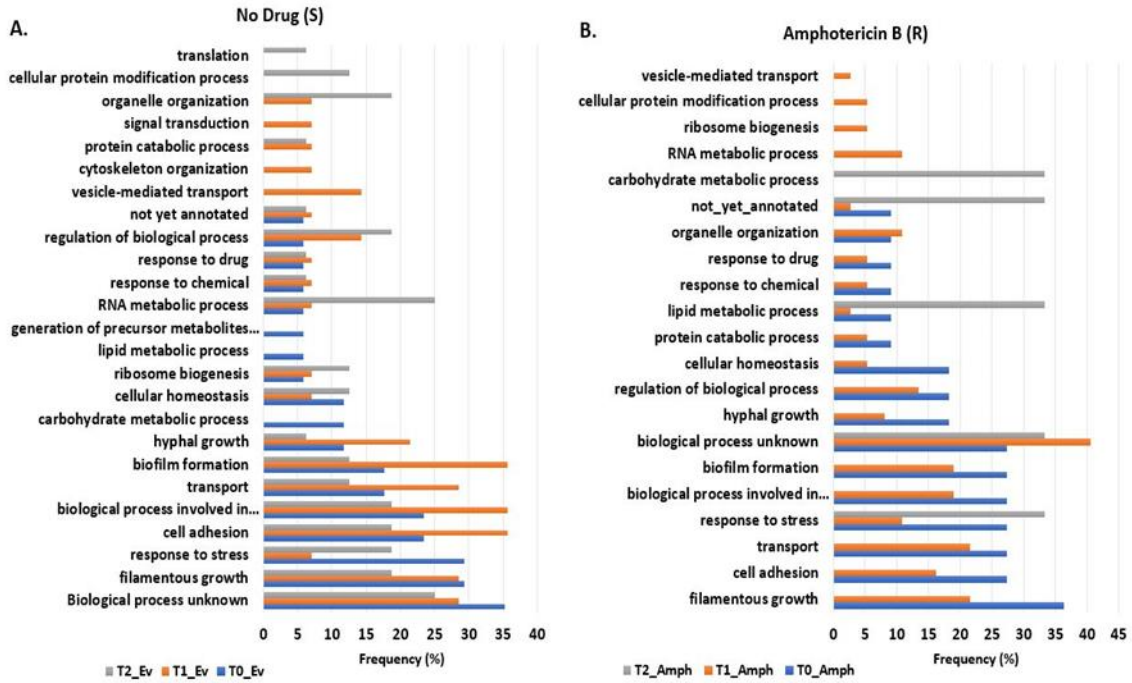 A.
No Drug (S)
translation
cellular protein modification process
organelle organization
signal transduction
protein catabolic process
cytoskeleton organization
vesicle-mediated transport
not yet annotated
regulation of biological process
response to drug
response to chemical
RNA metabolic process
generation of precursor metabolites...
lipid metabolic process
ribosome biogenesis
cellular homeostasis
carbohydrate metabolic process
hyphal growth
biofilm formation
transport
biological process involved in...
cell adhesion
response to stress
filamentous growth
Biological process unknown
0 5 10 15 20 25 30 35 40
Frequency (%)
T2_Ev T1_Ev T0_Ev
B.
Amphotericin B (R)
vesicle-mediated transport
cellular protein modification process
ribosome biogenesis
RNA metabolic process
carbohydrate metabolic process
not_yet_annotated
organelle organization
response to drug
response to chemical
lipid metabolic process
protein catabolic process
cellular homeostasis
regulation of biological process
hyphal growth
biological process unknown
biofilm formation
biological process involved in...
response to stress
transport
cell adhesion
filamentous growth
0 5 10 15 20 25 30 35 40 45
Frequency (%)
T2_Amph T1_Amph T0_Amph